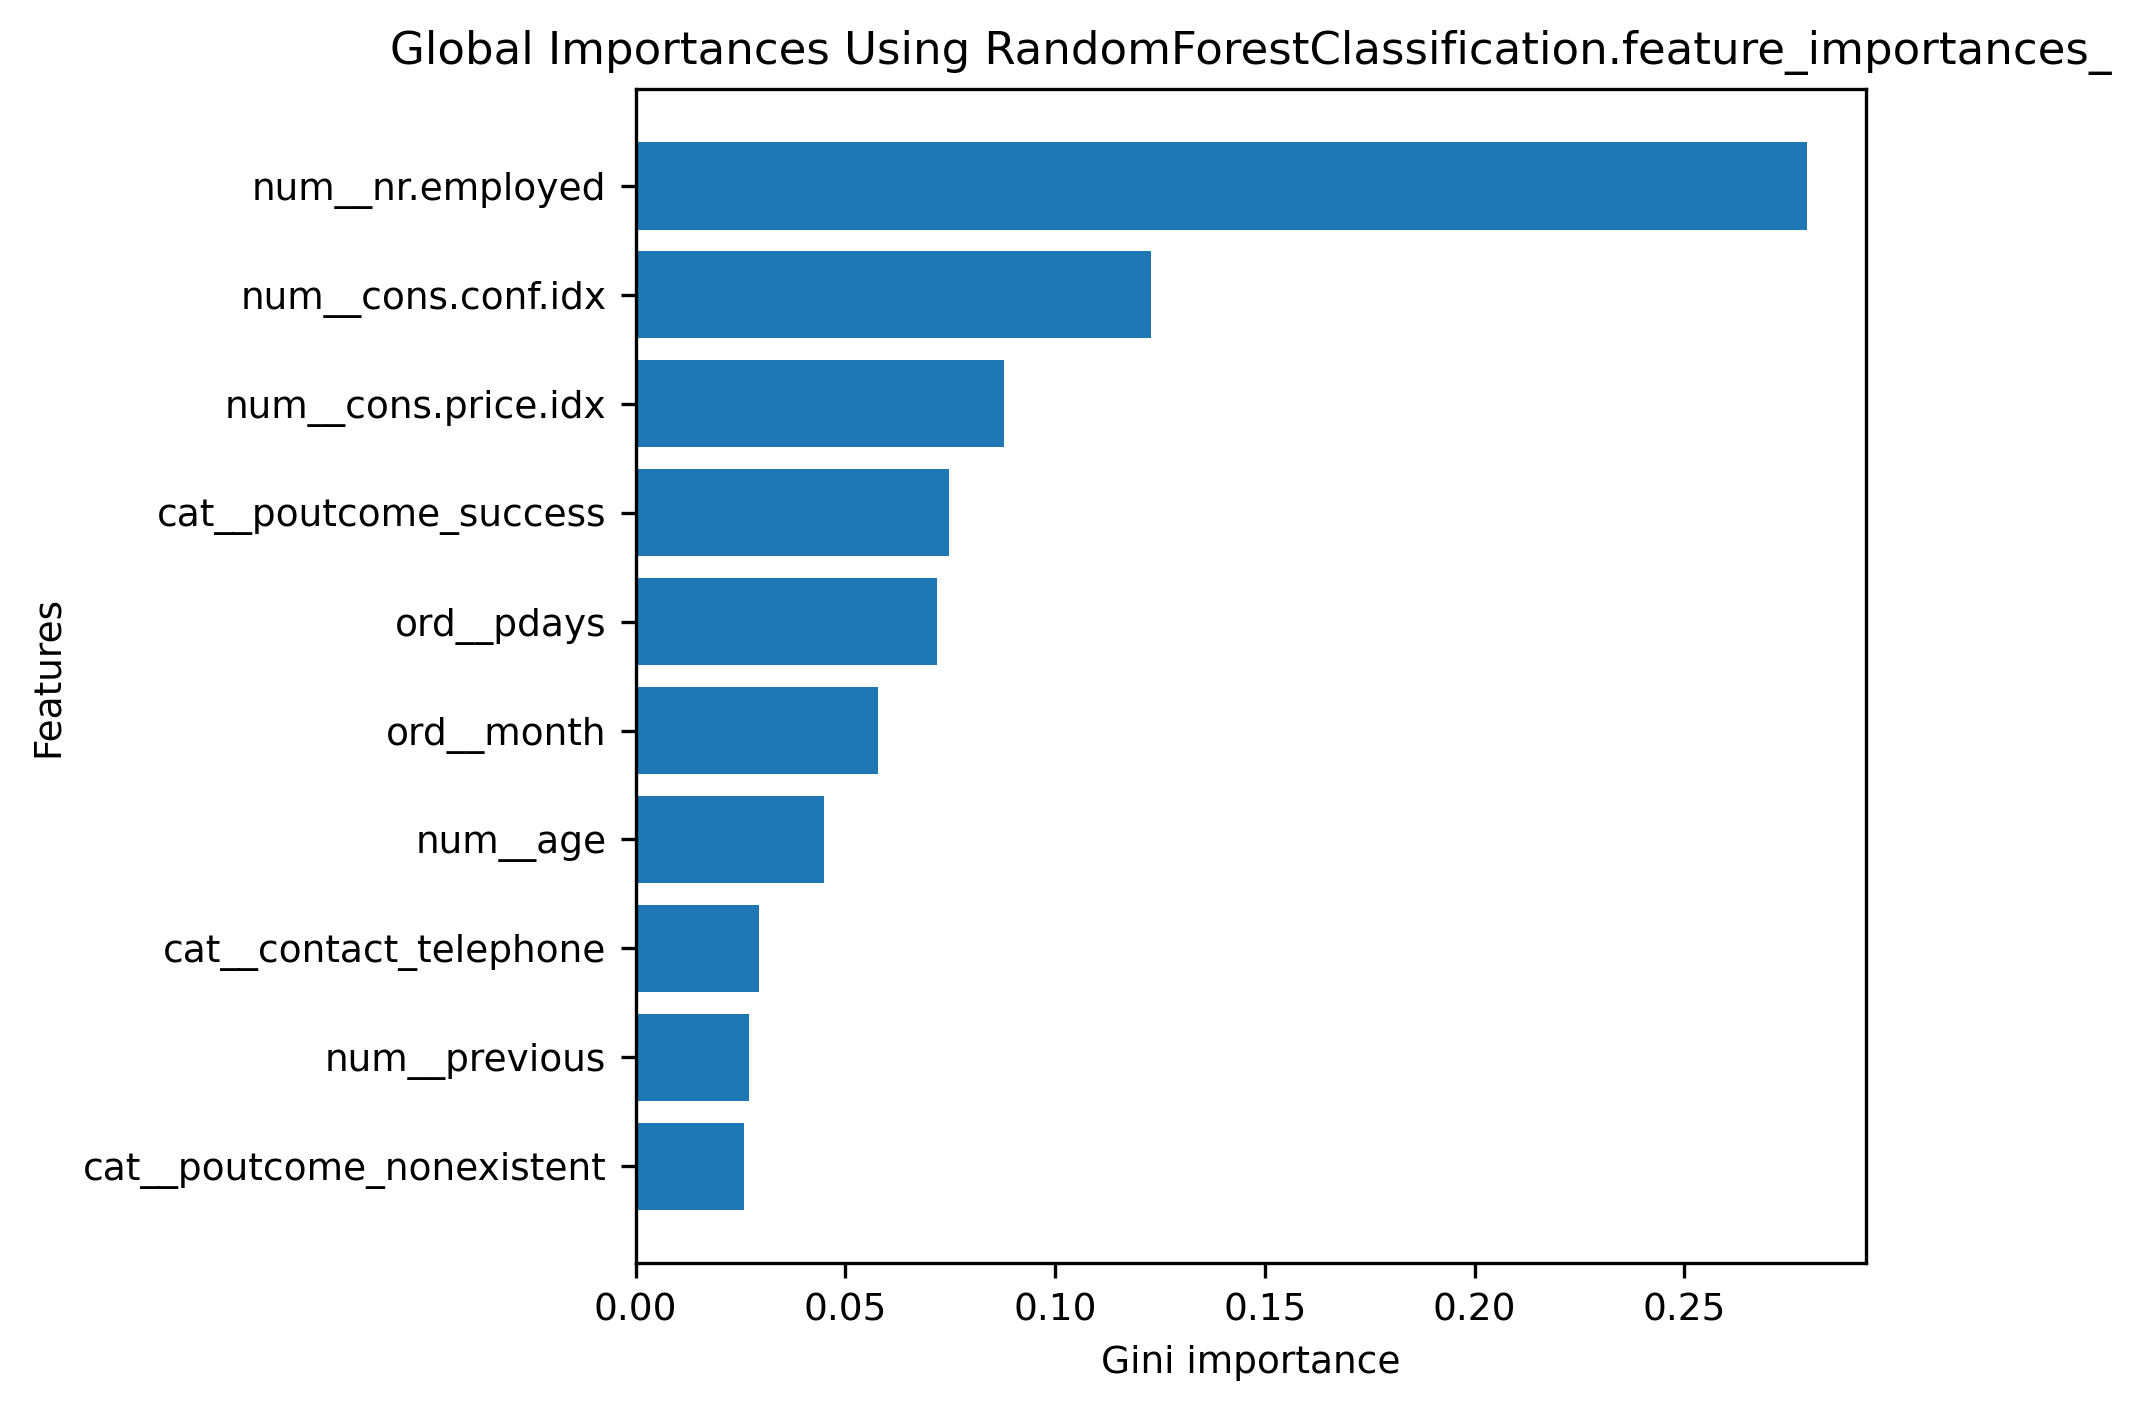 Global Importances Using RandomForestClassification.feature_importances_
num__nr.employed
num__cons.conf.idx
num__cons.price.idx
cat__poutcome_success
ord__pdays
ord__month
num__age
cat__contact_telephone
num__previous
cat__poutcome_nonexistent
Features
0.00 0.05 0.10 0.15 0.20 0.25
Gini importance